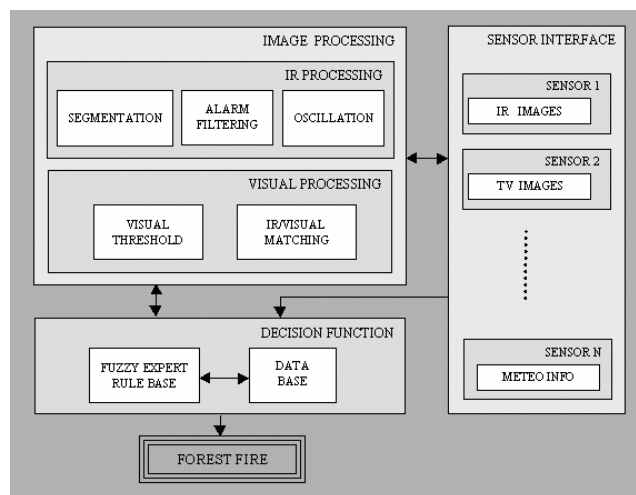 IMAGE PROCESSING
IR PROCESSING
SEGMENTATION
ALARM
FILTERING
OSCILLATION
VISUAL PROCESSING
VISUAL
THRESHOLD
IR/VISUAL
MATCHING
SENSOR INTERFACE
SENSOR 1
IR IMAGES
SENSOR 2
TV IMAGES
SENSOR N
METEO INFO
DECISION FUNCTION
FUZZY EXPERT
RULE BASE
DATA
BASE
FOREST FIRE